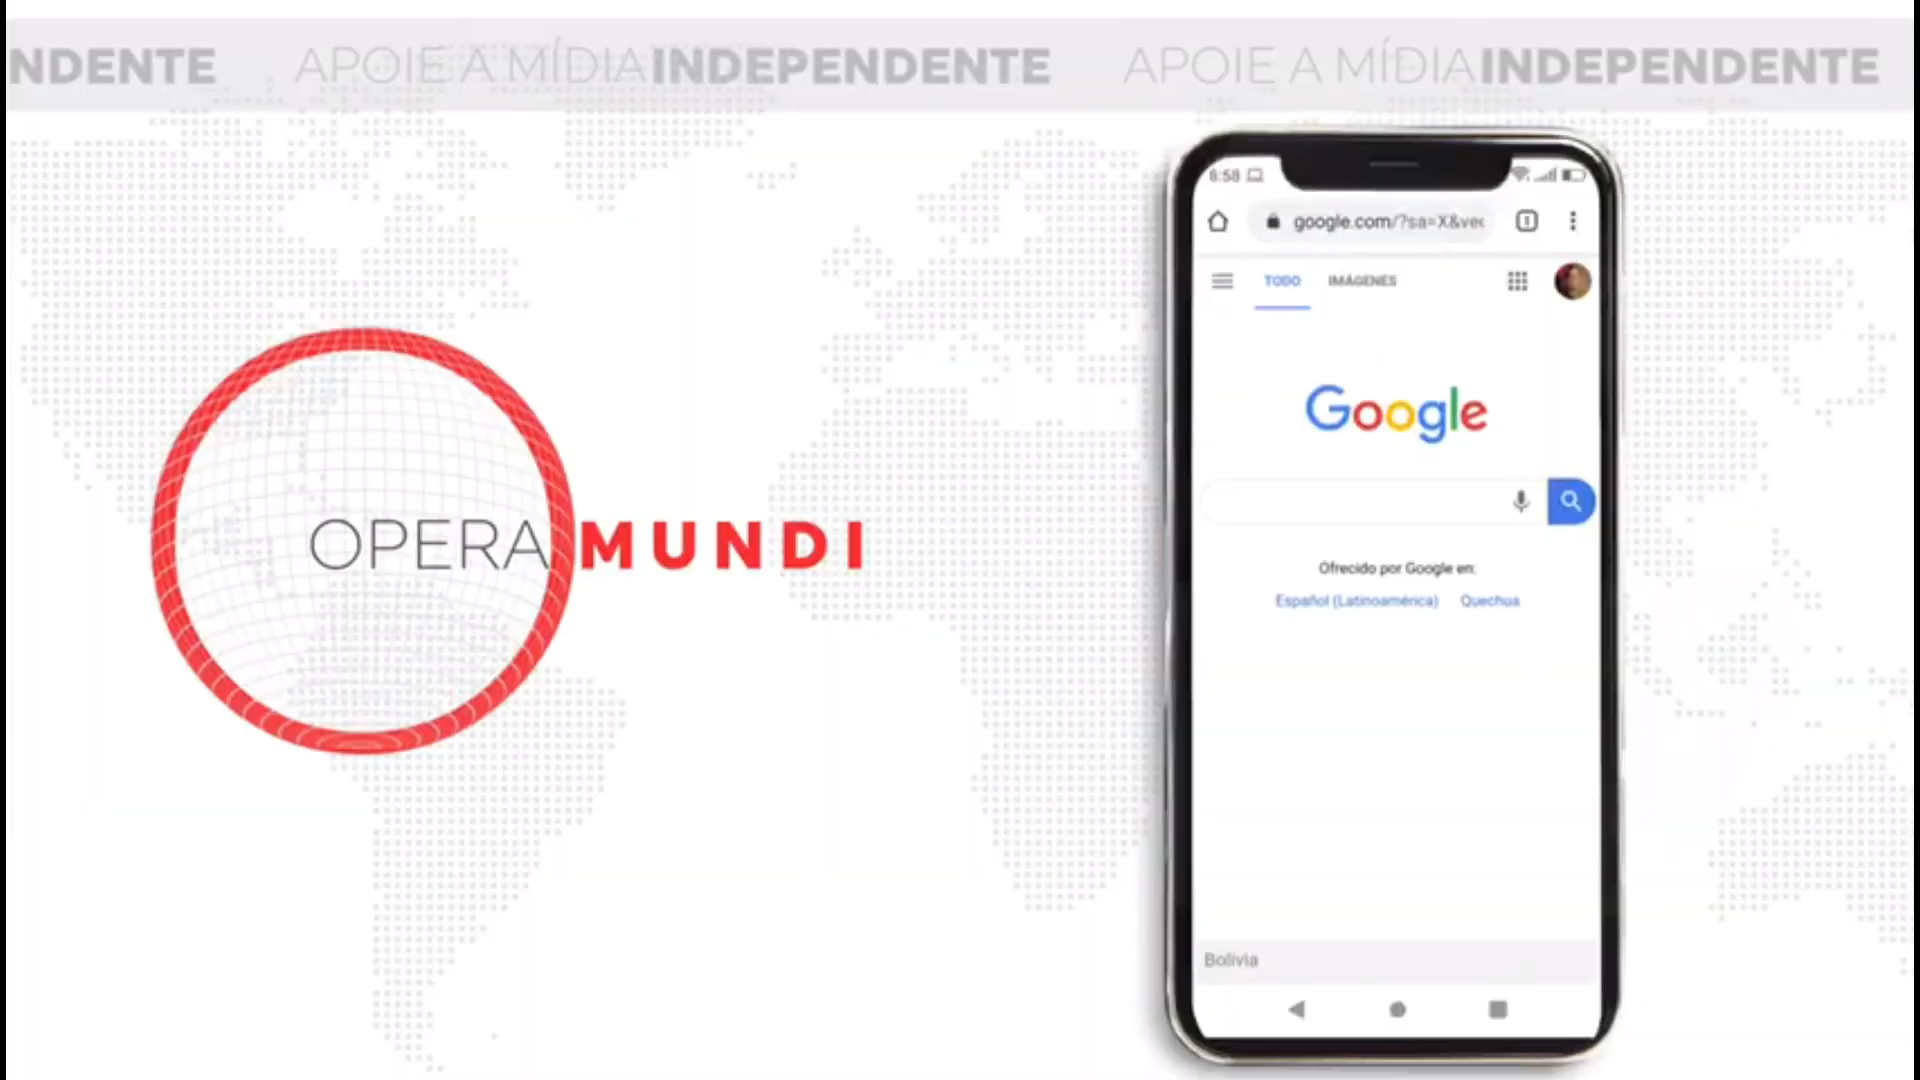 NDENTE APOIE A MÍDIA INDEPENDENTE APOIE A MÍDIA INDEPENDENTE
OPERA MUNDI
6:58
google.com/?sa=X&vec
TODO IMÁGENES
Google
Ofrecido por Google en:
Español (Latinoamérica) Quechua
Bolivia